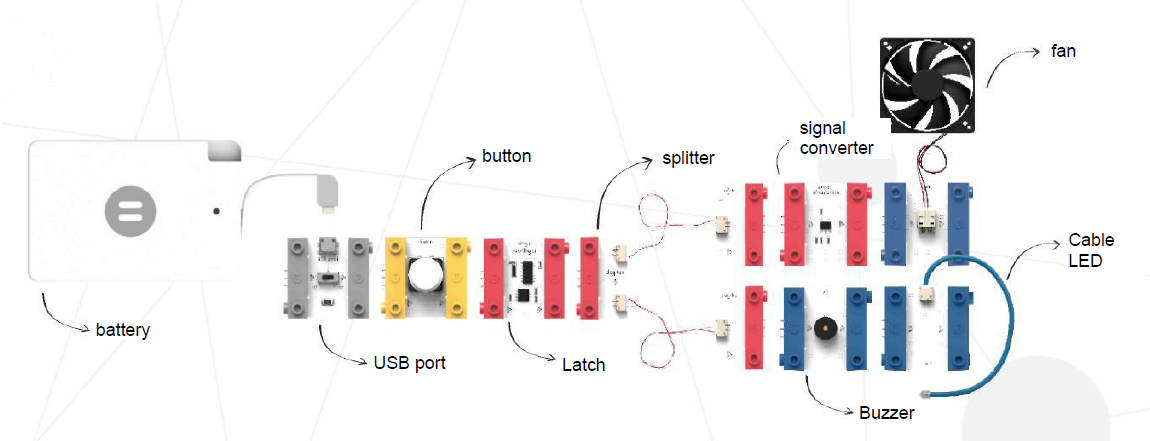 fan
signal
converter
button
splitter
Cable
LED
battery
USB port
Latch
Buzzer